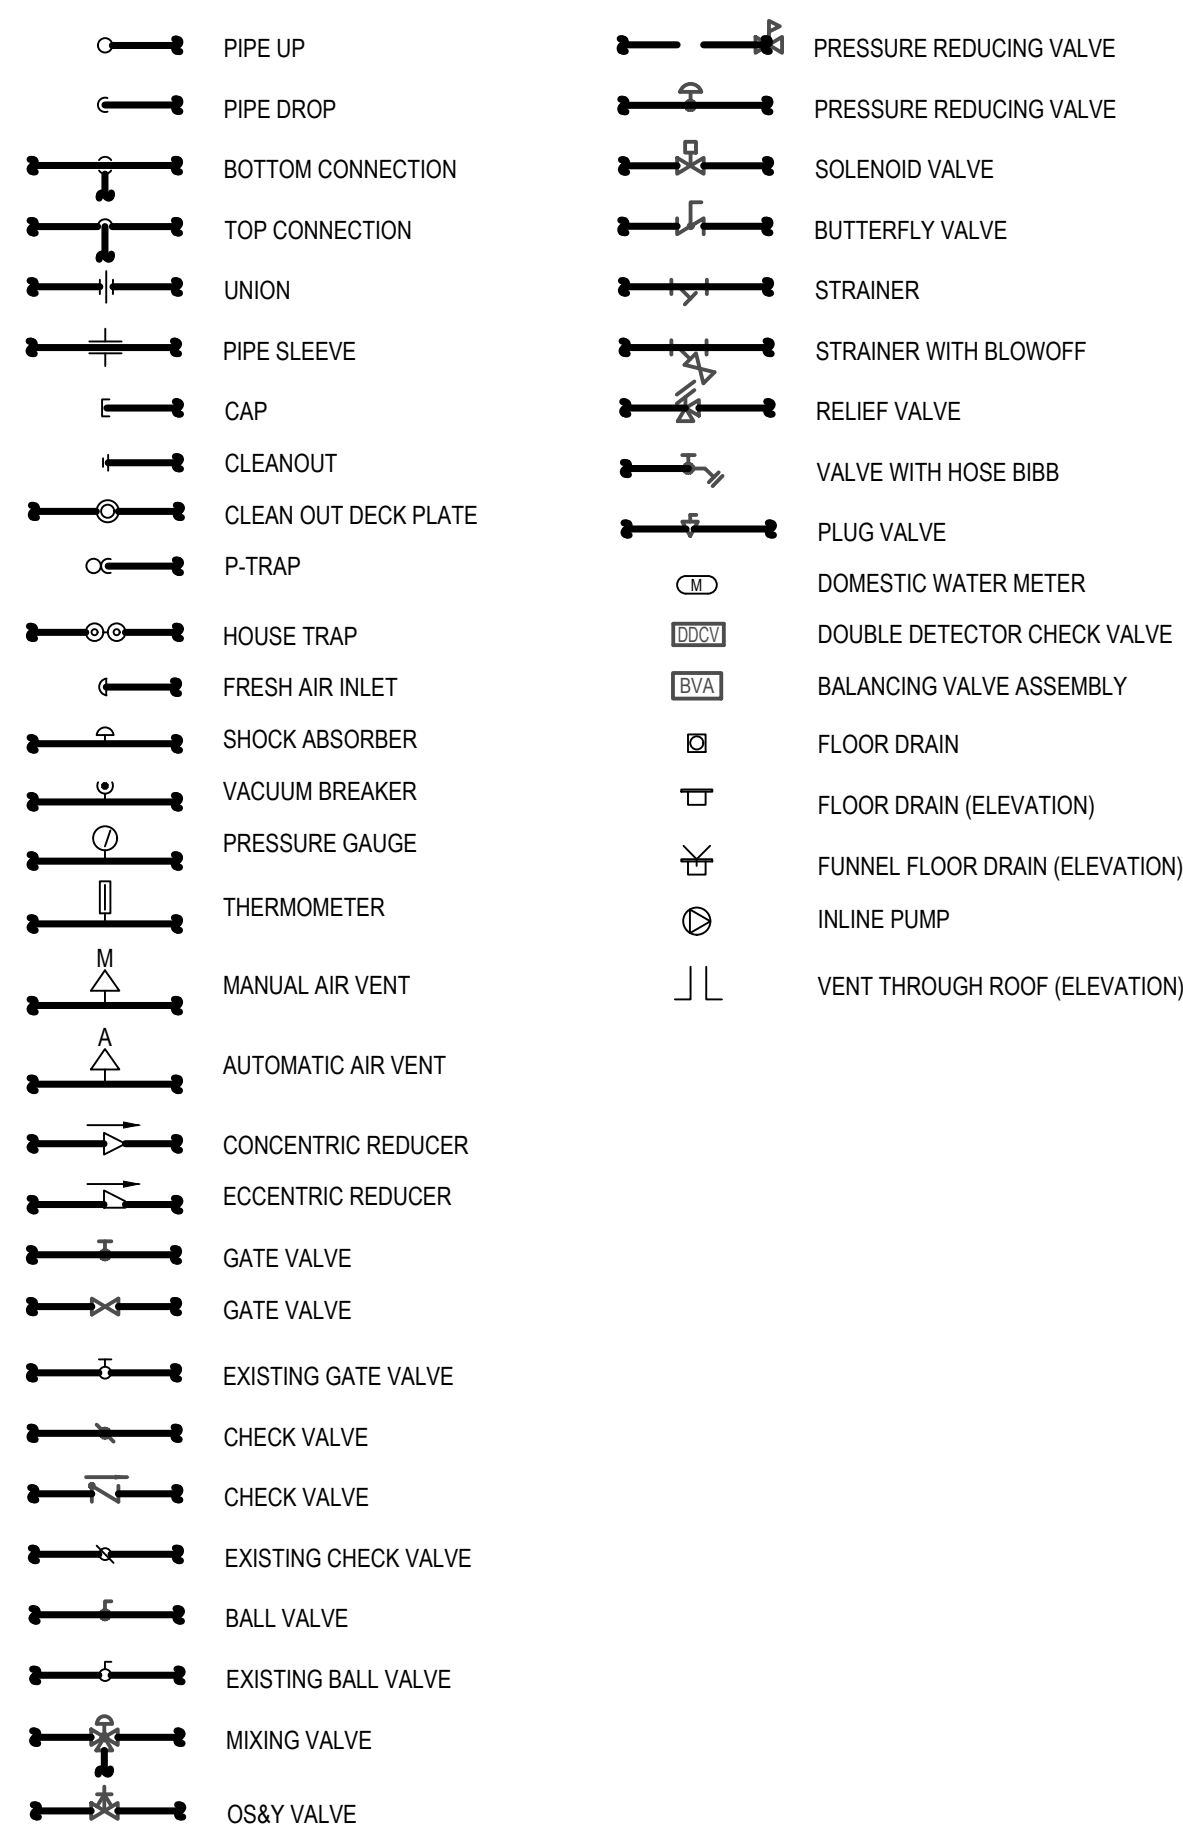 PIPE UP
PIPE DROP
BOTTOM CONNECTION
TOP CONNECTION
UNION
PIPE SLEEVE
CAP
CLEANOUT
CLEAN OUT DECK PLATE
P-TRAP
HOUSE TRAP
FRESH AIR INLET
SHOCK ABSORBER
VACUUM BREAKER
PRESSURE GAUGE
THERMOMETER
M
MANUAL AIR VENT
A
AUTOMATIC AIR VENT
CONCENTRIC REDUCER
ECCENTRIC REDUCER
GATE VALVE
GATE VALVE
EXISTING GATE VALVE
CHECK VALVE
CHECK VALVE
EXISTING CHECK VALVE
BALL VALVE
EXISTING BALL VALVE
MIXING VALVE
OS&Y VALVE
PRESSURE REDUCING VALVE
PRESSURE REDUCING VALVE
SOLENOID VALVE
BUTTERFLY VALVE
STRAINER
STRAINER WITH BLOWOFF
RELIEF VALVE
VALVE WITH HOSE BIBB
PLUG VALVE
M DOMESTIC WATER METER
DDCV DOUBLE DETECTOR CHECK VALVE
BVA BALANCING VALVE ASSEMBLY
FLOOR DRAIN
FLOOR DRAIN (ELEVATION)
FUNNEL FLOOR DRAIN (ELEVATION)
INLINE PUMP
VENT THROUGH ROOF (ELEVATION)